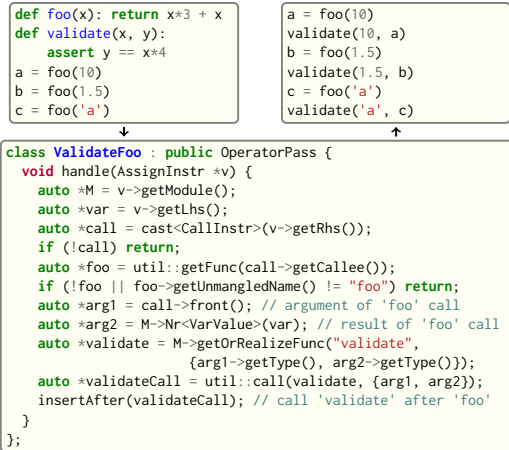 def foo(x): return x*3 + x
def validate(x, y):
    assert y == x*4
a = foo(10)
b = foo(1.5)
c = foo('a')
a = foo(10)
validate(10, a)
b = foo(1.5)
validate(1.5, b)
c = foo('a')
validate('a', c)
class ValidateFoo : public OperatorPass {
  void handle(AssignInstr *v) {
    auto *M = v->getModule();
    auto *var = v->getLhs();
    auto *call = cast<CallInstr>(v->getRhs());
    if (!call) return;
    auto *foo = util::getFunc(call->getCallee());
    if (!foo || foo->getUnmangledName() != "foo") return;
    auto *arg1 = call->front(); // argument of 'foo' call
    auto *arg2 = M->Nr<VarValue>(var); // result of 'foo' call
    auto *validate = M->getOrRealizeFunc("validate",
                     {arg1->getType(), arg2->getType()});
    auto *validateCall = util::call(validate, {arg1, arg2});
    insertAfter(validateCall); // call 'validate' after 'foo'
  }
};